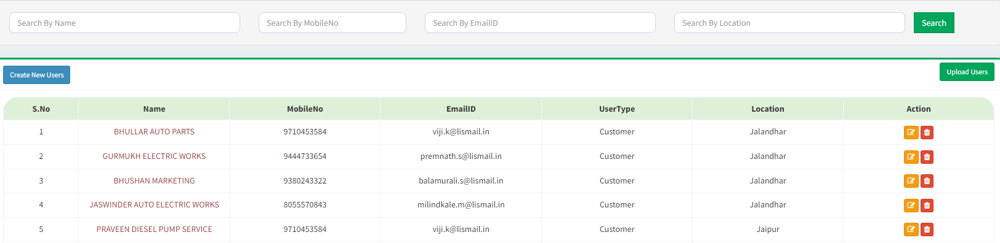 Search By Name Search By MobileNo Search By EmailID Search By Location Search
Create New Users Upload Users
S.No Name MobileNo EmailID UserType Location Action
1 BHULLAR AUTO PARTS 9710453584 viji.k@lismail.in Customer Jalandhar
2 GURMUKH ELECTRIC WORKS 9444733654 premnath.s@lismail.in Customer Jalandhar
3 BHUSHAN MARKETING 9380243322 balamurali.s@lismail.in Customer Jalandhar
4 JASWINDER AUTO ELECTRIC WORKS 8055570843 milindkale.m@lismail.in Customer Jalandhar
5 PRAVEEN DIESEL PUMP SERVICE 9710453584 viji.k@lismail.in Customer Jaipur